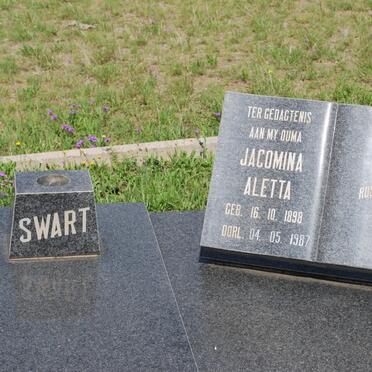 SWART
TER GEDAGTENIS
AAN MY OUMA
JACOMINA
ALETTA
GEB. 16. 10. 1898
OORL. 04. 05. 1987